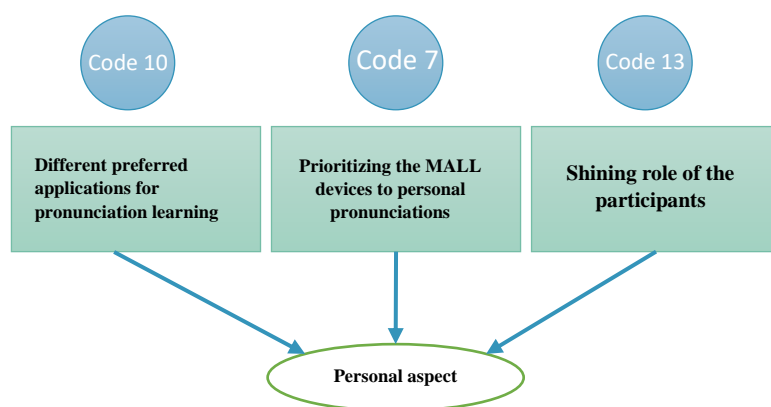 Code 10
Code 7
Code 13
Different preferred
applications for
pronunciation learning
Prioritizing the MALL
devices to personal
pronunciations
Shining role of the
participants
Personal aspect